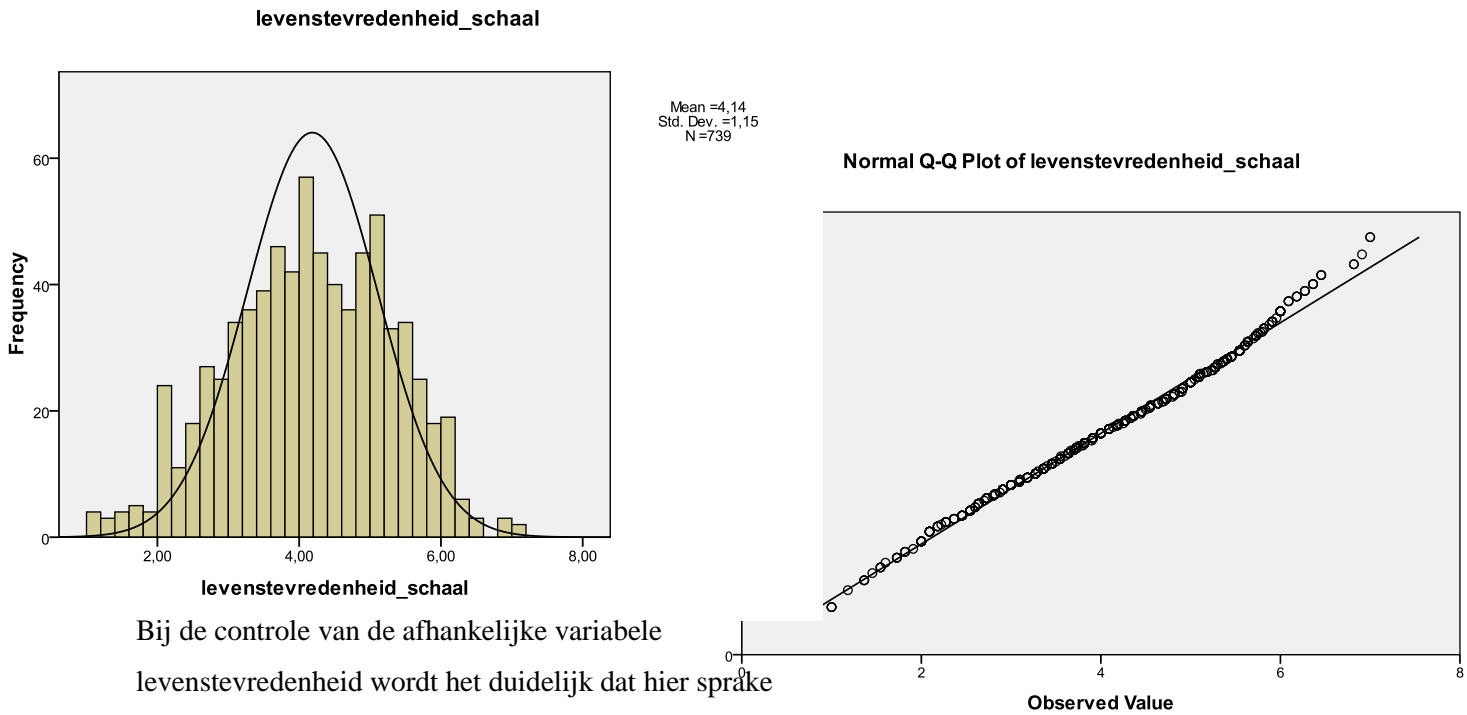 levenstevredenheid_schaal
Mean =4,14
Std. Dev. =1,15
N =739
60
40
20
0
Frequency
2,00 4,00 6,00 8,00
levenstevredenheid_schaal
Normal Q-Q Plot of levenstevredenheid_schaal
0
0 2 4 6 8
Observed Value
Bij de controle van de afhankelijke variabele
levenstevredenheid wordt het duidelijk dat hier sprake